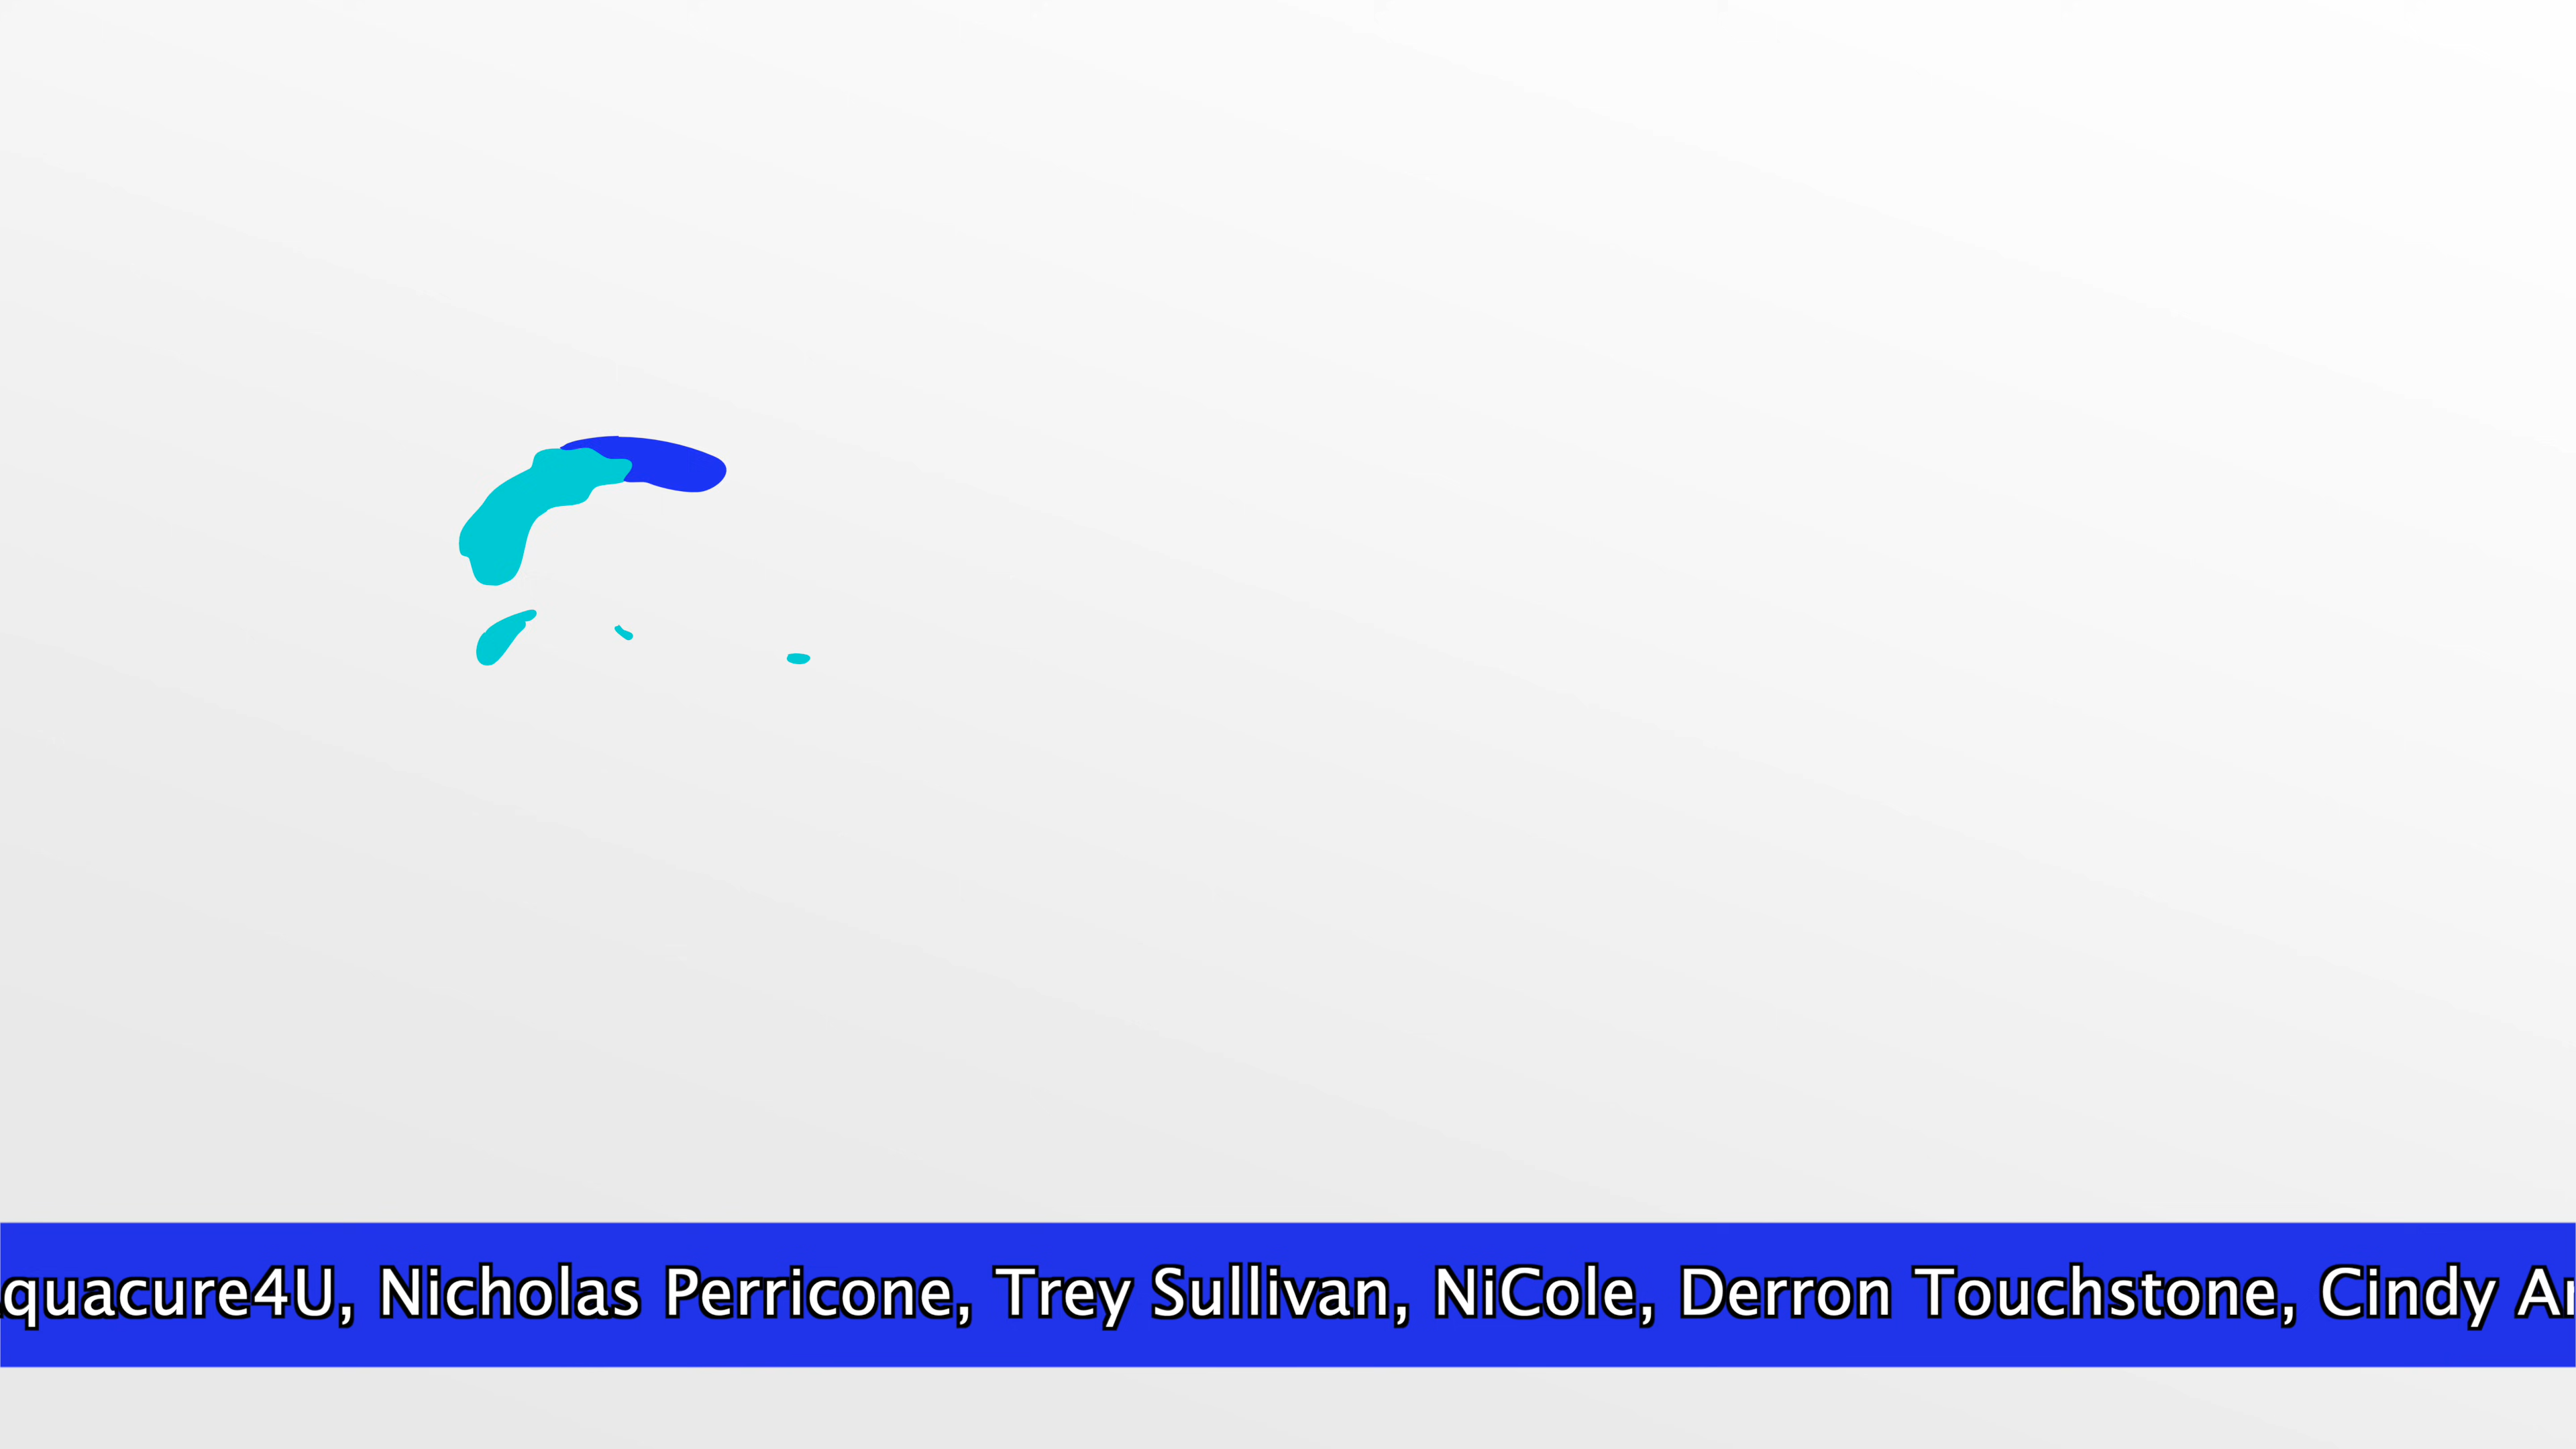 quacure4U, Nicholas Perricone, Trey Sullivan, NiCole, Derron Touchstone, Cindy